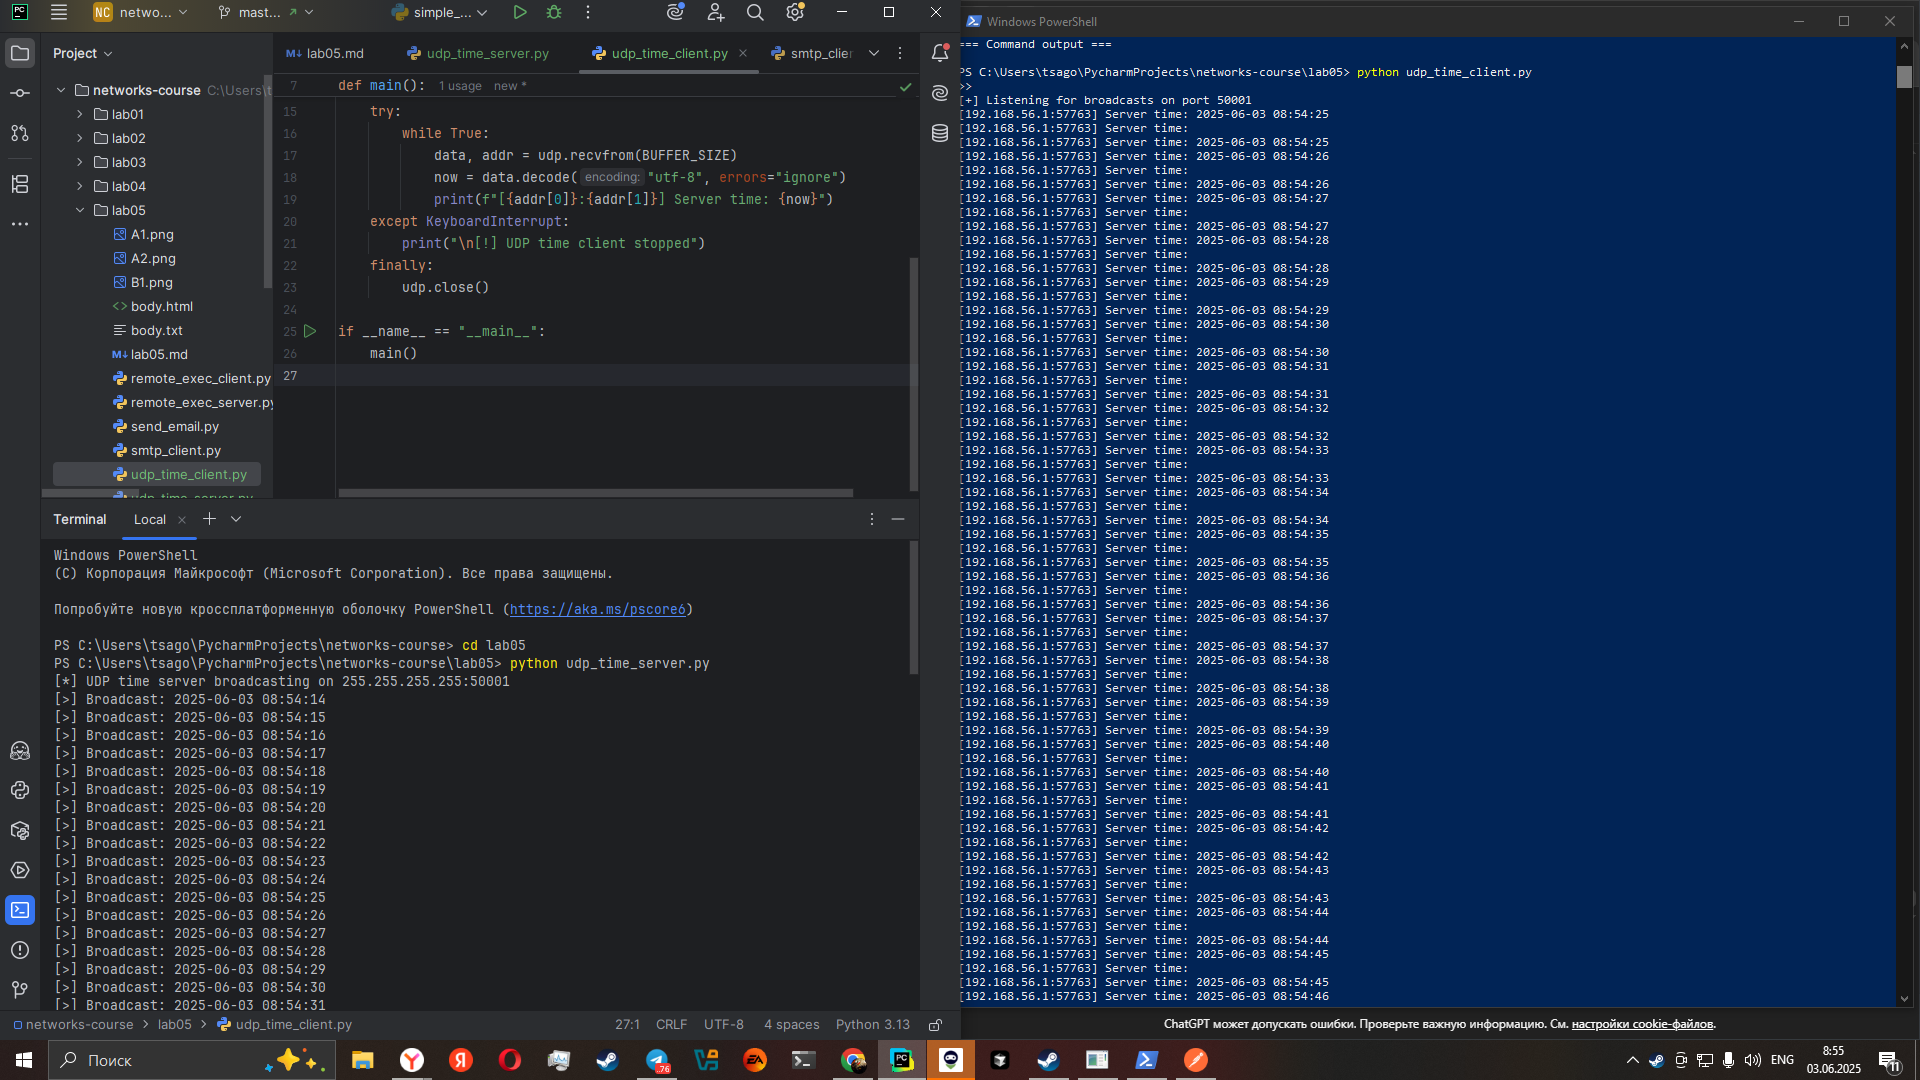 PC
NC netwo...
mast...
simple_...
Project
networks-course C:\Users\t
lab01
lab02
lab03
lab04
lab05
A1.png
A2.png
B1.png
body.html
body.txt
M↓ lab05.md
remote_exec_client.py
remote_exec_server.py
send_email.py
smtp_client.py
udp_time_client.py
udp_time_server.py
M↓ lab05.md
udp_time_server.py
udp_time_client.py
smtp_clier
7 def main(): 1 usage new *
15 try:
16 while True:
17 data, addr = udp.recvfrom(BUFFER_SIZE)
18 now = data.decode( encoding: "utf-8", errors="ignore")
19 print(f"[{addr[0]}:{addr[1]}] Server time: {now}")
20 except KeyboardInterrupt:
21 print("\n[!] UDP time client stopped")
22 finally:
23 udp.close()
24
25 if __name__ == "__main__":
26 main()
27
Terminal
Local
Windows PowerShell
(C) Корпорация Майкрософт (Microsoft Corporation). Все права защищены.
Попробуйте новую кроссплатформенную оболочку PowerShell (https://aka.ms/pscore6)
PS C:\Users\tsago\PycharmProjects\networks-course> cd lab05
PS C:\Users\tsago\PycharmProjects\networks-course\lab05> python udp_time_server.py
[*] UDP time server broadcasting on 255.255.255.255:50001
[>] Broadcast: 2025-06-03 08:54:14
[>] Broadcast: 2025-06-03 08:54:15
[>] Broadcast: 2025-06-03 08:54:16
[>] Broadcast: 2025-06-03 08:54:17
[>] Broadcast: 2025-06-03 08:54:18
[>] Broadcast: 2025-06-03 08:54:19
[>] Broadcast: 2025-06-03 08:54:20
[>] Broadcast: 2025-06-03 08:54:21
[>] Broadcast: 2025-06-03 08:54:22
[>] Broadcast: 2025-06-03 08:54:23
[>] Broadcast: 2025-06-03 08:54:24
[>] Broadcast: 2025-06-03 08:54:25
[>] Broadcast: 2025-06-03 08:54:26
[>] Broadcast: 2025-06-03 08:54:27
[>] Broadcast: 2025-06-03 08:54:28
[>] Broadcast: 2025-06-03 08:54:29
[>] Broadcast: 2025-06-03 08:54:30
[>] Broadcast: 2025-06-03 08:54:31
networks-course > lab05 > udp_time_client.py
27:1 CRLF UTF-8 4 spaces Python 3.13
Windows PowerShell
=== Command output ===
PS C:\Users\tsago\PycharmProjects\networks-course\lab05> python udp_time_client.py
>>
[+] Listening for broadcasts on port 50001
[192.168.56.1:57763] Server time: 2025-06-03 08:54:25
[192.168.56.1:57763] Server time:
[192.168.56.1:57763] Server time: 2025-06-03 08:54:25
[192.168.56.1:57763] Server time: 2025-06-03 08:54:26
[192.168.56.1:57763] Server time:
[192.168.56.1:57763] Server time: 2025-06-03 08:54:26
[192.168.56.1:57763] Server time: 2025-06-03 08:54:27
[192.168.56.1:57763] Server time:
[192.168.56.1:57763] Server time: 2025-06-03 08:54:27
[192.168.56.1:57763] Server time: 2025-06-03 08:54:28
[192.168.56.1:57763] Server time:
[192.168.56.1:57763] Server time: 2025-06-03 08:54:28
[192.168.56.1:57763] Server time: 2025-06-03 08:54:29
[192.168.56.1:57763] Server time:
[192.168.56.1:57763] Server time: 2025-06-03 08:54:29
[192.168.56.1:57763] Server time: 2025-06-03 08:54:30
[192.168.56.1:57763] Server time:
[192.168.56.1:57763] Server time: 2025-06-03 08:54:30
[192.168.56.1:57763] Server time: 2025-06-03 08:54:31
[192.168.56.1:57763] Server time:
[192.168.56.1:57763] Server time: 2025-06-03 08:54:31
[192.168.56.1:57763] Server time: 2025-06-03 08:54:32
[192.168.56.1:57763] Server time:
[192.168.56.1:57763] Server time: 2025-06-03 08:54:32
[192.168.56.1:57763] Server time: 2025-06-03 08:54:33
[192.168.56.1:57763] Server time:
[192.168.56.1:57763] Server time: 2025-06-03 08:54:33
[192.168.56.1:57763] Server time: 2025-06-03 08:54:34
[192.168.56.1:57763] Server time:
[192.168.56.1:57763] Server time: 2025-06-03 08:54:34
[192.168.56.1:57763] Server time: 2025-06-03 08:54:35
[192.168.56.1:57763] Server time:
[192.168.56.1:57763] Server time: 2025-06-03 08:54:35
[192.168.56.1:57763] Server time: 2025-06-03 08:54:36
[192.168.56.1:57763] Server time:
[192.168.56.1:57763] Server time: 2025-06-03 08:54:36
[192.168.56.1:57763] Server time: 2025-06-03 08:54:37
[192.168.56.1:57763] Server time:
[192.168.56.1:57763] Server time: 2025-06-03 08:54:37
[192.168.56.1:57763] Server time: 2025-06-03 08:54:38
[192.168.56.1:57763] Server time:
[192.168.56.1:57763] Server time: 2025-06-03 08:54:38
[192.168.56.1:57763] Server time: 2025-06-03 08:54:39
[192.168.56.1:57763] Server time:
[192.168.56.1:57763] Server time: 2025-06-03 08:54:39
[192.168.56.1:57763] Server time: 2025-06-03 08:54:40
[192.168.56.1:57763] Server time:
[192.168.56.1:57763] Server time: 2025-06-03 08:54:40
[192.168.56.1:57763] Server time: 2025-06-03 08:54:41
[192.168.56.1:57763] Server time:
[192.168.56.1:57763] Server time: 2025-06-03 08:54:41
[192.168.56.1:57763] Server time: 2025-06-03 08:54:42
[192.168.56.1:57763] Server time:
[192.168.56.1:57763] Server time: 2025-06-03 08:54:42
[192.168.56.1:57763] Server time: 2025-06-03 08:54:43
[192.168.56.1:57763] Server time:
[192.168.56.1:57763] Server time: 2025-06-03 08:54:43
[192.168.56.1:57763] Server time: 2025-06-03 08:54:44
[192.168.56.1:57763] Server time:
[192.168.56.1:57763] Server time: 2025-06-03 08:54:44
[192.168.56.1:57763] Server time: 2025-06-03 08:54:45
[192.168.56.1:57763] Server time:
[192.168.56.1:57763] Server time: 2025-06-03 08:54:45
[192.168.56.1:57763] Server time: 2025-06-03 08:54:46
ChatGPT может допускать ошибки. Проверьте важную информацию. См. настройки cookie-файлов.
Поиск
Y
Я
.76
EA
PC
ENG
8:55
03.06.2025
11